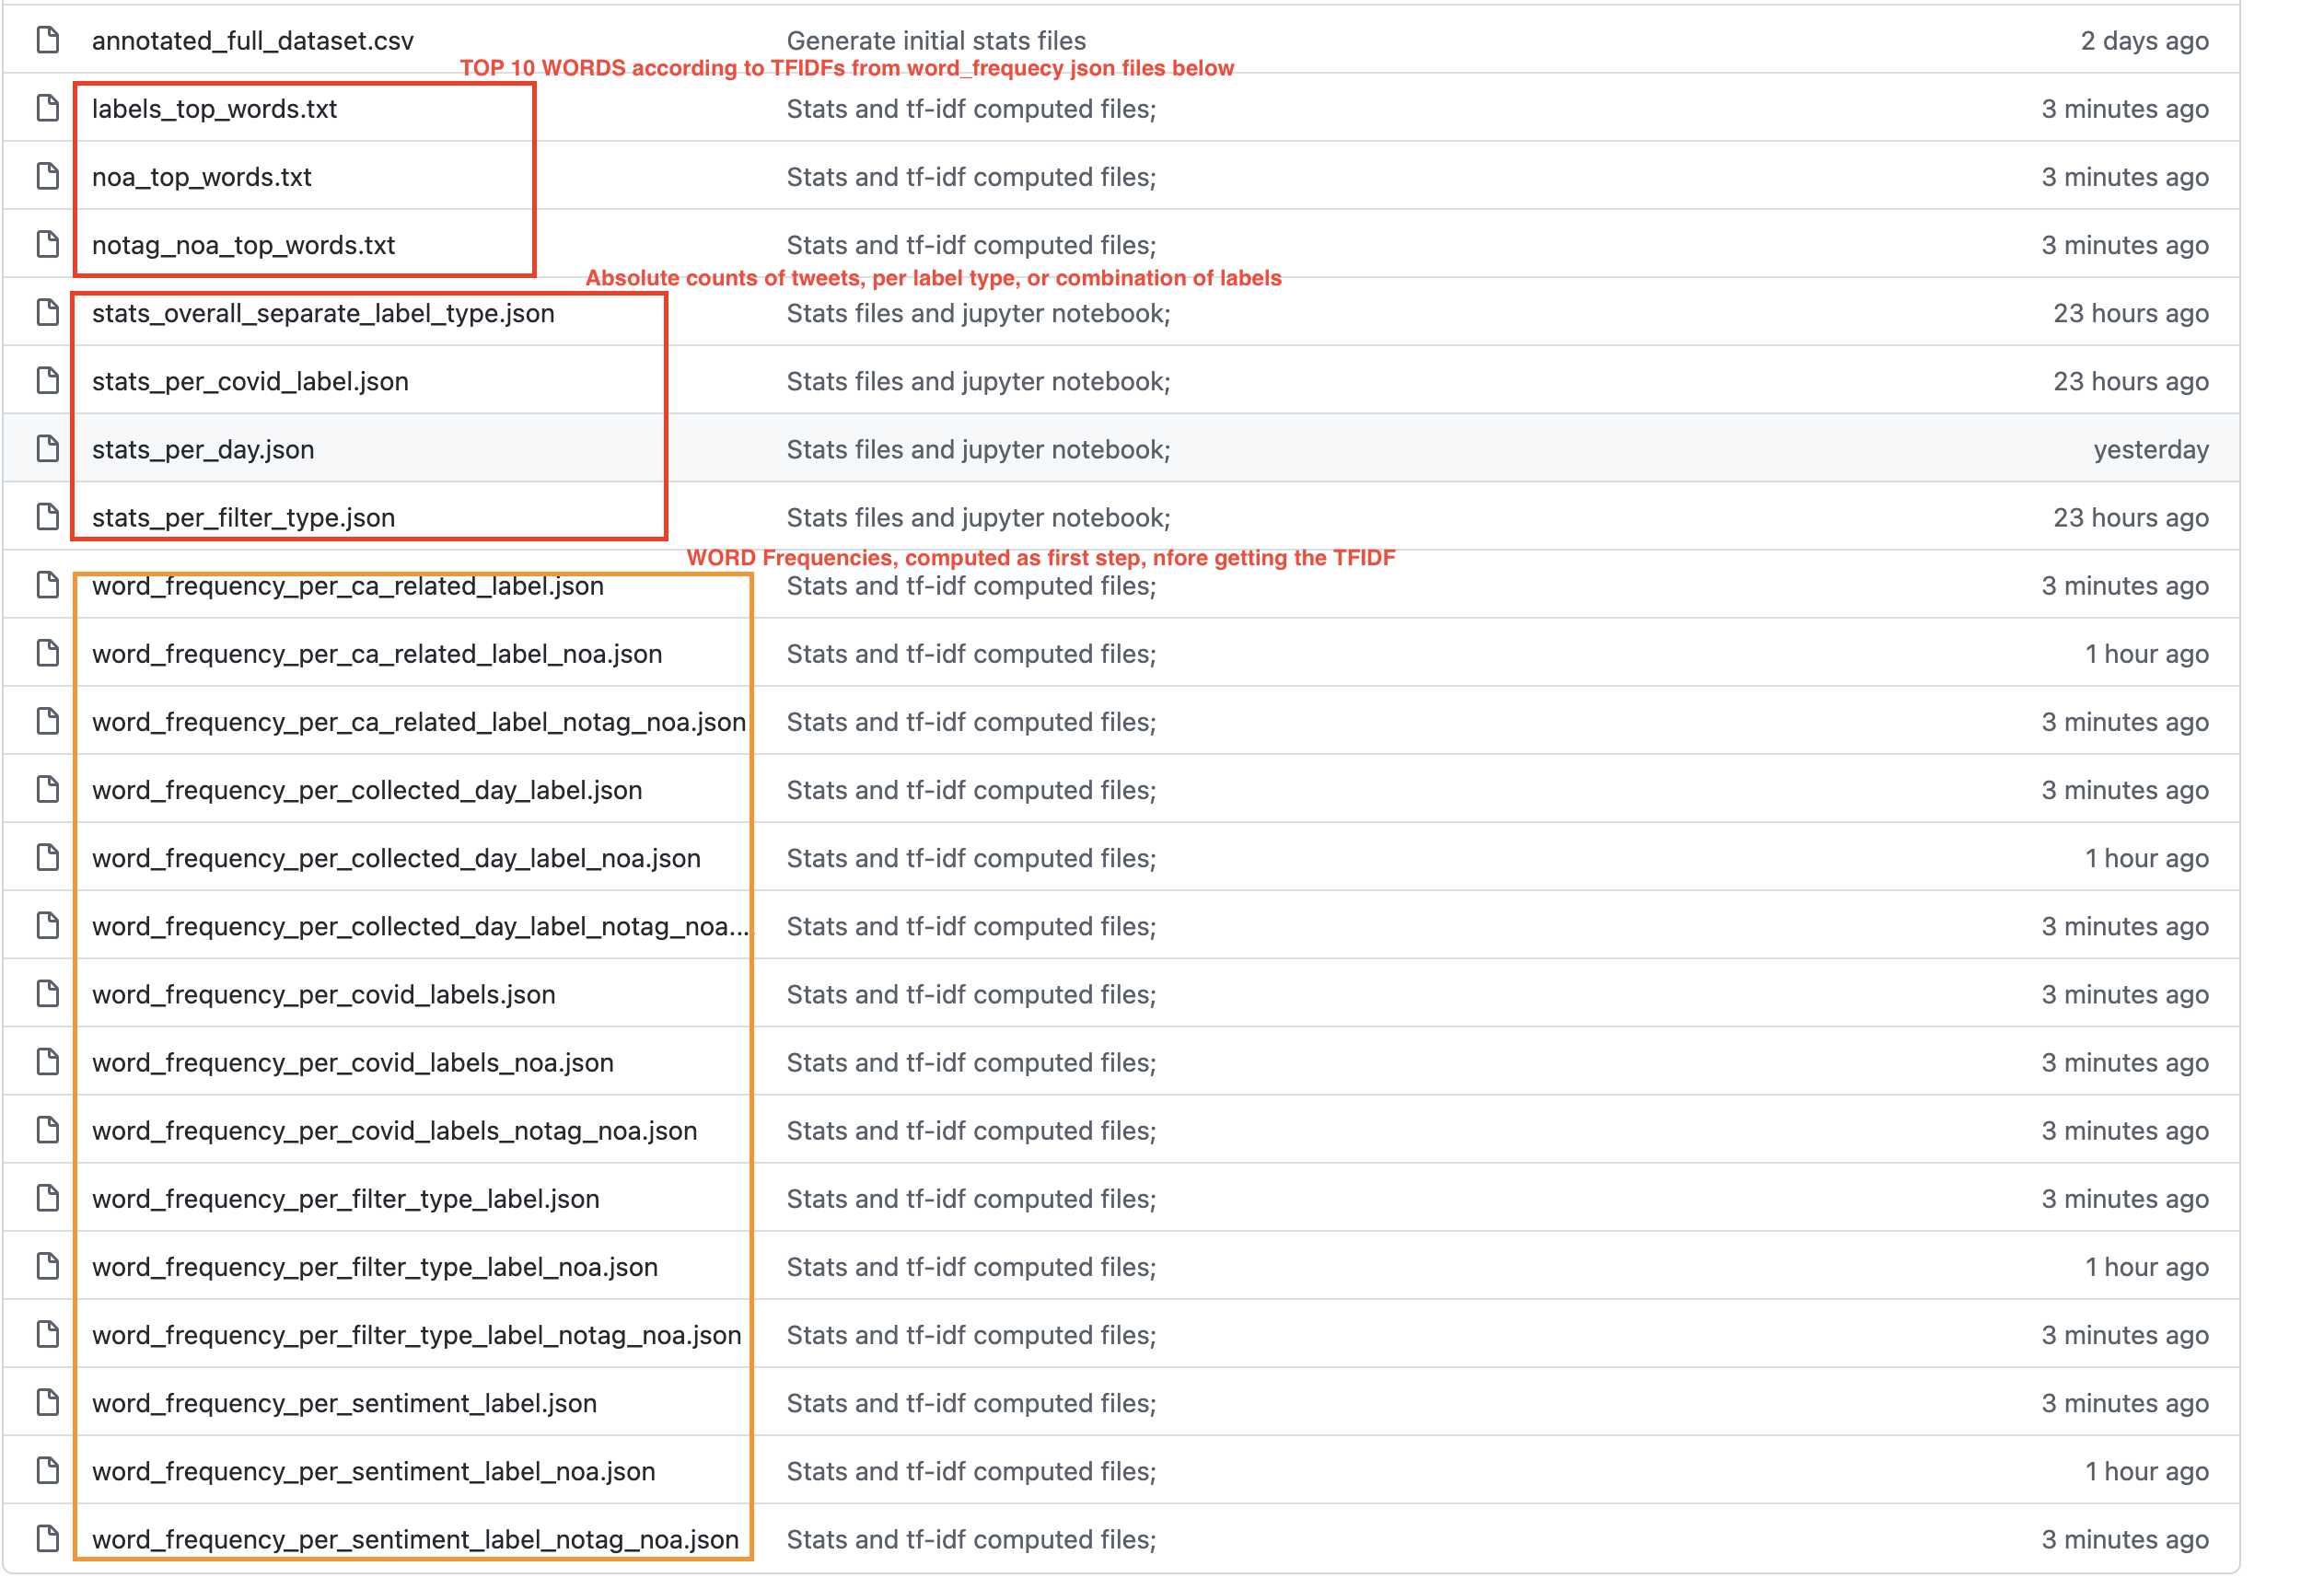 annotated_full_dataset.csv Generate initial stats files 2 days ago
TOP 10 WORDS according to TFIDFs from word_frequecy json files below
labels_top_words.txt Stats and tf-idf computed files; 3 minutes ago
noa_top_words.txt Stats and tf-idf computed files; 3 minutes ago
notag_noa_top_words.txt Stats and tf-idf computed files; 3 minutes ago
Absolute counts of tweets, per label type, or combination of labels
stats_overall_separate_label_type.json Stats files and jupyter notebook; 23 hours ago
stats_per_covid_label.json Stats files and jupyter notebook; 23 hours ago
stats_per_day.json Stats files and jupyter notebook; yesterday
stats_per_filter_type.json Stats files and jupyter notebook; 23 hours ago
WORD Frequencies, computed as first step, nfore getting the TFIDF
word_frequency_per_ca_related_label.json Stats and tf-idf computed files; 3 minutes ago
word_frequency_per_ca_related_label_noa.json Stats and tf-idf computed files; 1 hour ago
word_frequency_per_ca_related_label_notag_noa.json Stats and tf-idf computed files; 3 minutes ago
word_frequency_per_collected_day_label.json Stats and tf-idf computed files; 3 minutes ago
word_frequency_per_collected_day_label_noa.json Stats and tf-idf computed files; 1 hour ago
word_frequency_per_collected_day_label_notag_noa.... Stats and tf-idf computed files; 3 minutes ago
word_frequency_per_covid_labels.json Stats and tf-idf computed files; 3 minutes ago
word_frequency_per_covid_labels_noa.json Stats and tf-idf computed files; 3 minutes ago
word_frequency_per_covid_labels_notag_noa.json Stats and tf-idf computed files; 3 minutes ago
word_frequency_per_filter_type_label.json Stats and tf-idf computed files; 3 minutes ago
word_frequency_per_filter_type_label_noa.json Stats and tf-idf computed files; 1 hour ago
word_frequency_per_filter_type_label_notag_noa.json Stats and tf-idf computed files; 3 minutes ago
word_frequency_per_sentiment_label.json Stats and tf-idf computed files; 3 minutes ago
word_frequency_per_sentiment_label_noa.json Stats and tf-idf computed files; 1 hour ago
word_frequency_per_sentiment_label_notag_noa.json Stats and tf-idf computed files; 3 minutes ago